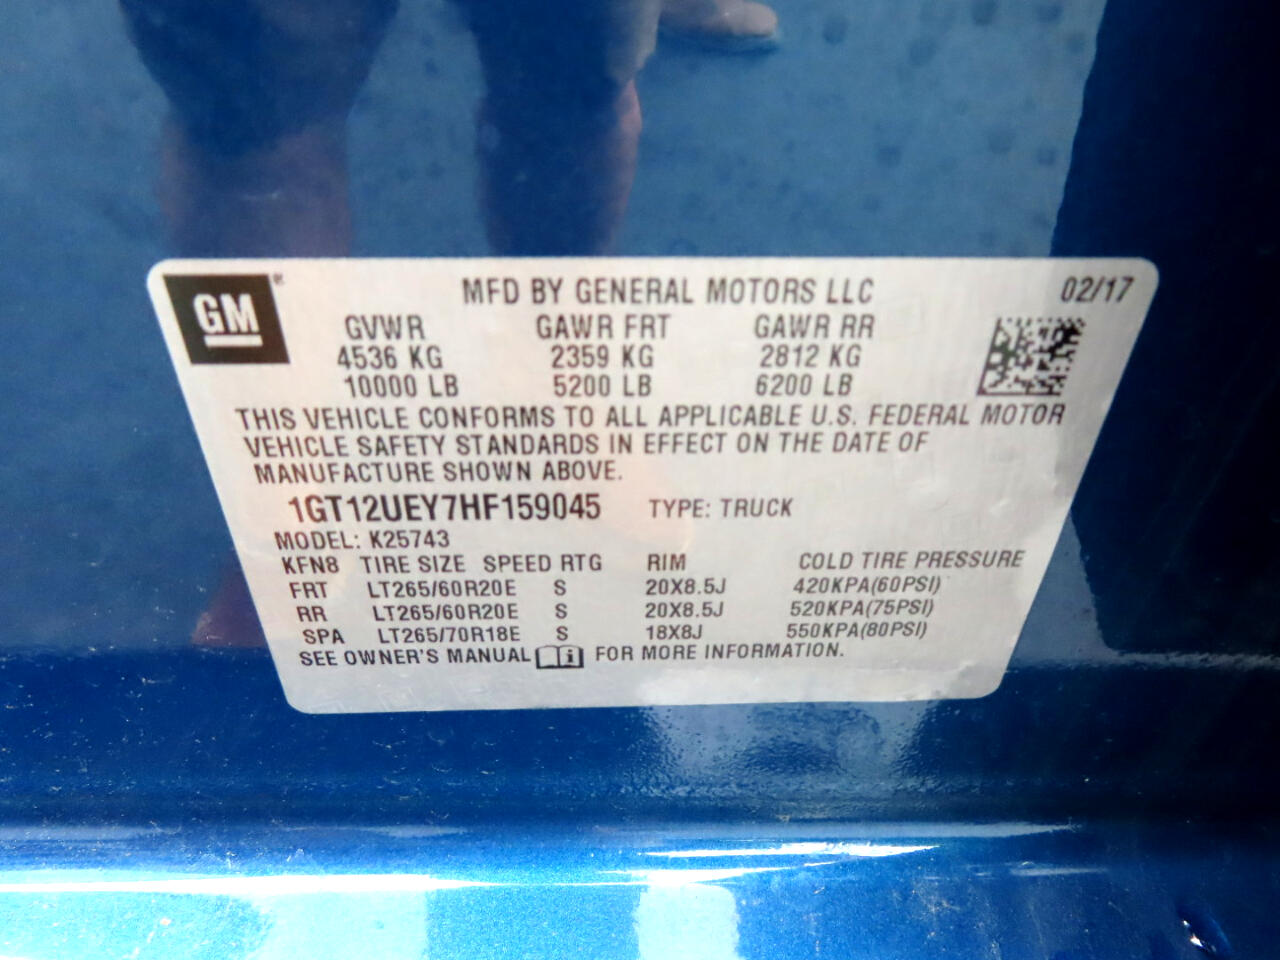 GM®
MFD BY GENERAL MOTORS LLC 02/17
GVWR GAWR FRT GAWR RR
4536 KG 2359 KG 2812 KG
10000 LB 5200 LB 6200 LB
THIS VEHICLE CONFORMS TO ALL APPLICABLE U.S. FEDERAL MOTOR
VEHICLE SAFETY STANDARDS IN EFFECT ON THE DATE OF
MANUFACTURE SHOWN ABOVE.
1GT12UEY7HF159045 TYPE: TRUCK
MODEL: K25743
KFN8 TIRE SIZE SPEED RTG RIM COLD TIRE PRESSURE
FRT LT265/60R20E S 20X8.5J 420KPA(60PSI)
RR LT265/60R20E S 20X8.5J 520KPA(75PSI)
SPA LT265/70R18E S 18X8J 550KPA(80PSI)
SEE OWNER'S MANUAL i FOR MORE INFORMATION.